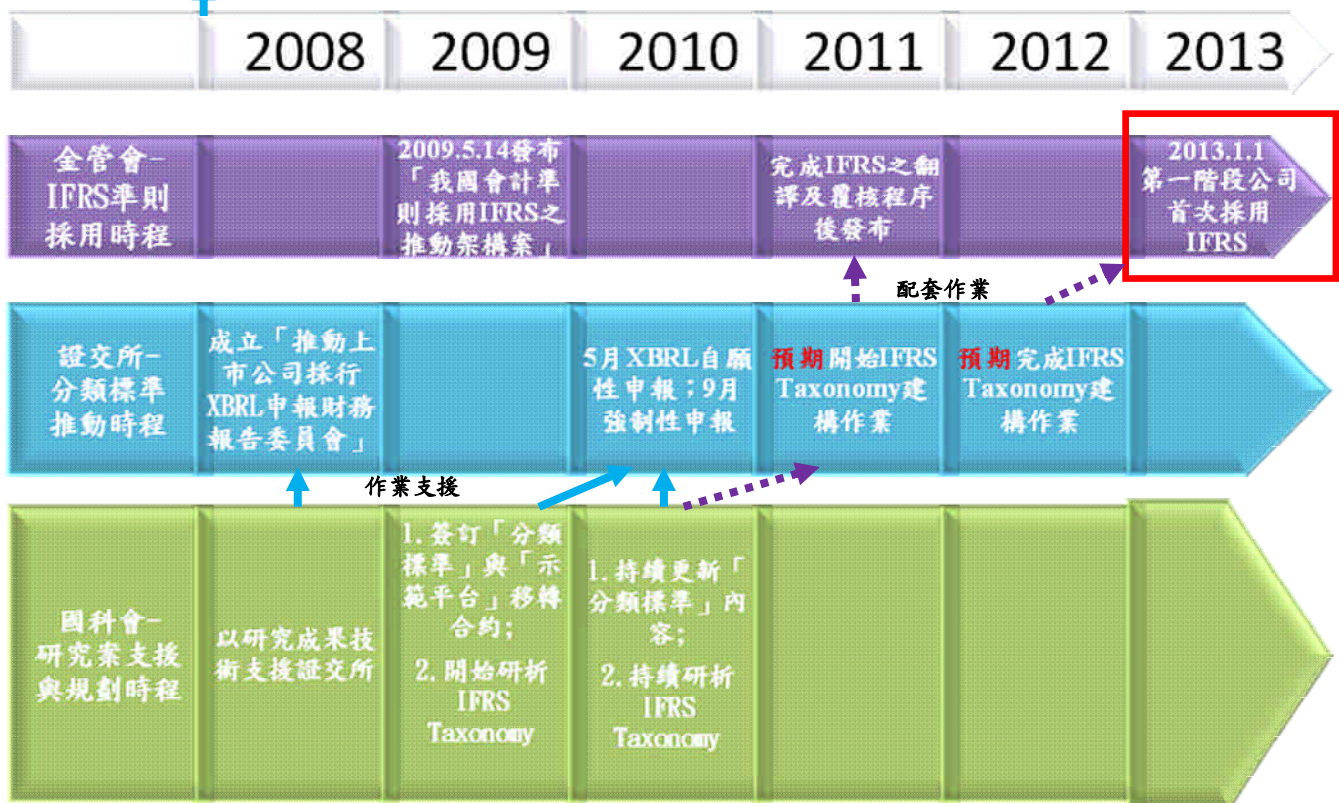 2008
2009
2010
2011
2012
2013
金管會-
IFRS準則
採用時程
2009.5.14發布
「我國會計準
則採用IFRS之
推動架構案」
完成IFRS之翻
譯及覆核程序
後發布
2013.1.1
第一階段公司
首次採用
IFRS
配套作業
證交所-
分類標準
推動時程
成立「推動上
市公司採行
XBRL申報財務
報告委員會」
5月XBRL自願
性申報；9月
強制性申報
預期開始IFRS
Taxonomy建
構作業
預期完成IFRS
Taxonomy建
構作業
作業支援
國科會-
研究案支援
與規劃時程
以研究成果技
術支援證交所
1.簽訂「分類
標準」與「示
範平台」移轉
合約;
2.開始研析
IFRS
Taxonomy
1.持續更新「
分類標準」內
容;
2.持續研析
IFRS
Taxonomy